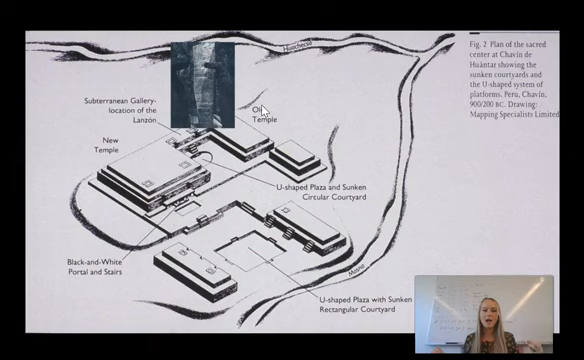 Huachecsa
Fig. 2 Plan of the sacred
center at Chavín de
Huántar showing the
sunken courtyards and
the U-shaped system of
platforms. Peru, Chavín,
900/200 BC. Drawing:
Mapping Specialists Limited
Subterranean Gallery-
location of the
Lanzón
Old
Temple
New
Temple
U-shaped Plaza and Sunken
Circular Courtyard
Black-and-White
Portal and Stairs
Mosna
U-shaped Plaza with Sunken
Rectangular Courtyard